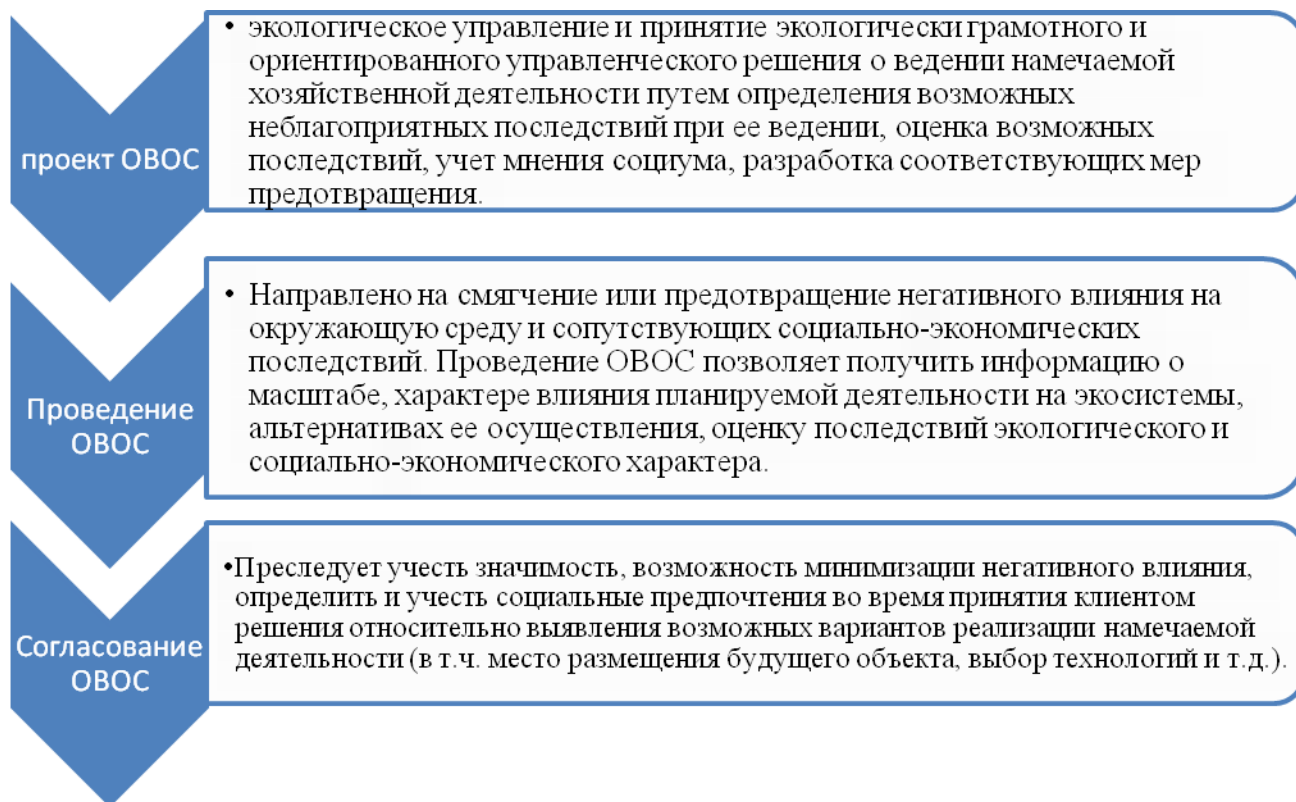 проект ОВОС
• экологическое управление и принятие экологически грамотного и
ориентированного управленческого решения о ведении намечаемой
хозяйственной деятельности путем определения возможных
неблагоприятных последствий при ее ведении, оценка возможных
последствий, учет мнения социума, разработка соответствующих мер
предотвращения.
Проведение
ОВОС
• Направлено на смягчение или предотвращение негативного влияния на
окружающую среду и сопутствующих социально-экономических
последствий. Проведение ОВОС позволяет получить информацию о
масштабе, характере влияния планируемой деятельности на экосистемы,
альтернативах ее осуществления, оценку последствий экологического и
социально-экономического характера.
Согласование
ОВОС
•Преследует учесть значимость, возможность минимизации негативного влияния,
определить и учесть социальные предпочтения во время принятия клиентом
решения относительно выявления возможных вариантов реализации намечаемой
деятельности (в т.ч. место размещения будущего объекта, выбор технологий и т.д.).